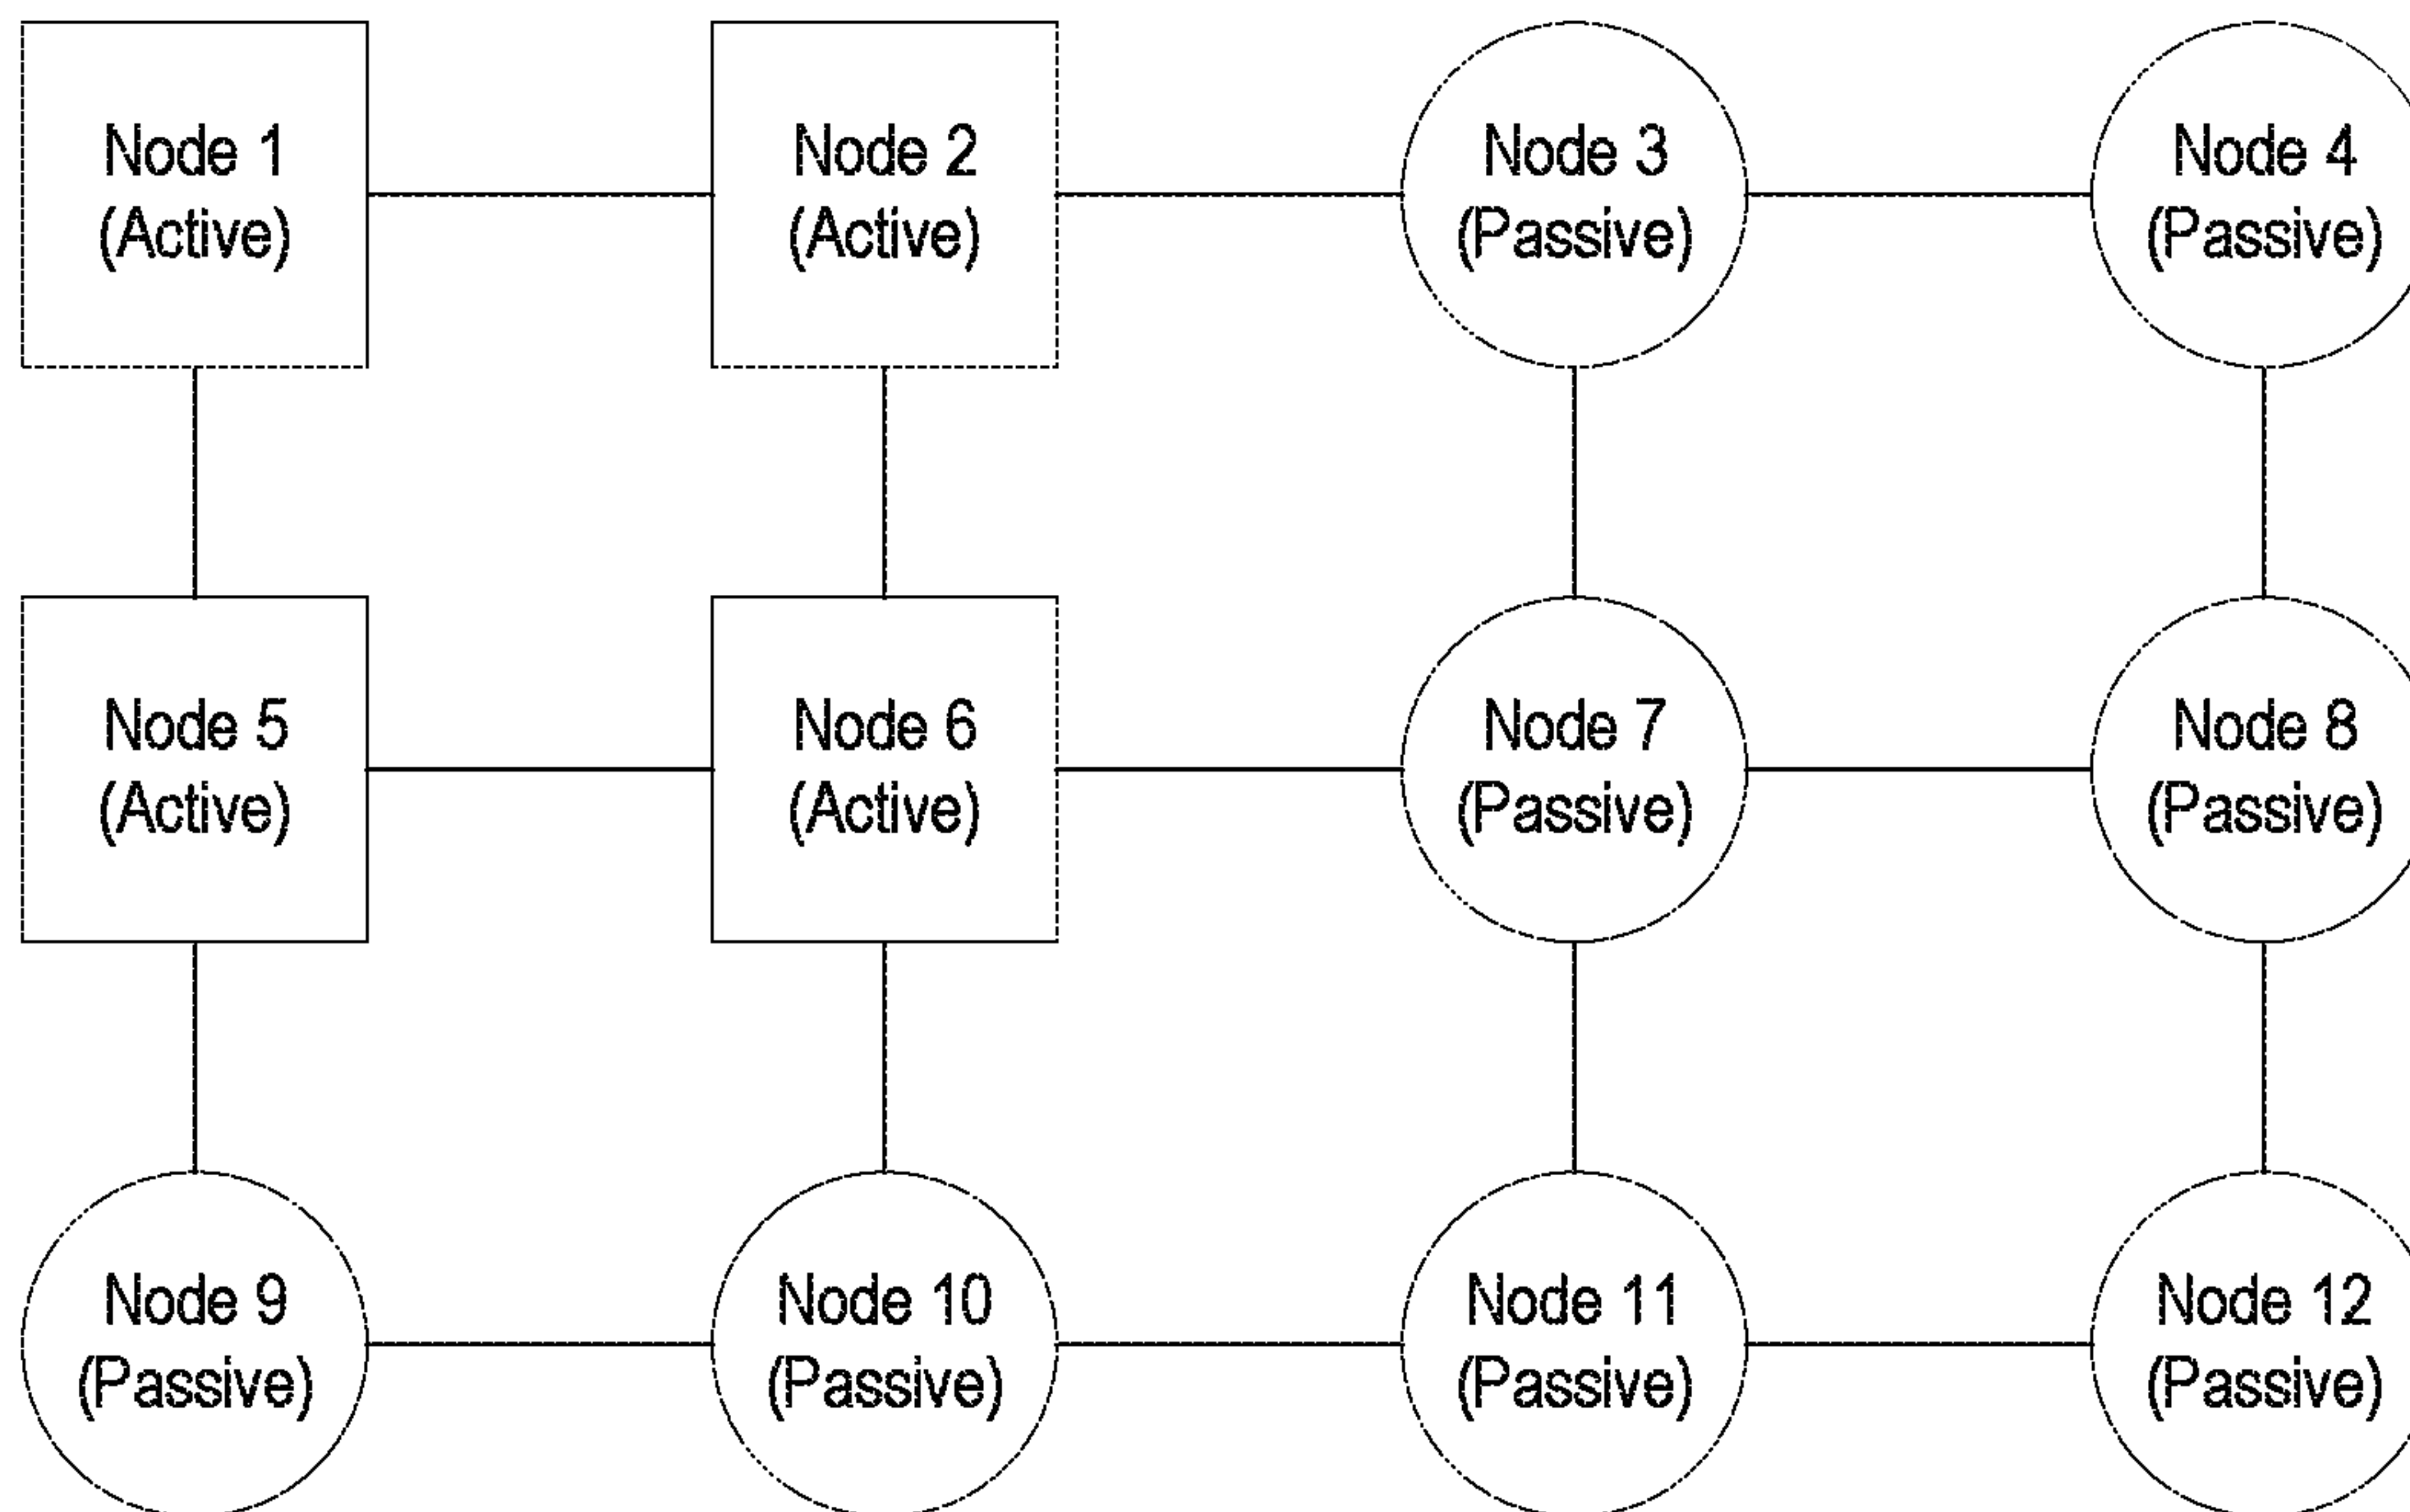 Node 1
(Active)
Node 2
(Active)
Node 3
(Passive)
Node 4
(Passive)
Node 5
(Active)
Node 6
(Active)
Node 7
(Passive)
Node 8
(Passive)
Node 9
(Passive)
Node 10
(Passive)
Node 11
(Passive)
Node 12
(Passive)